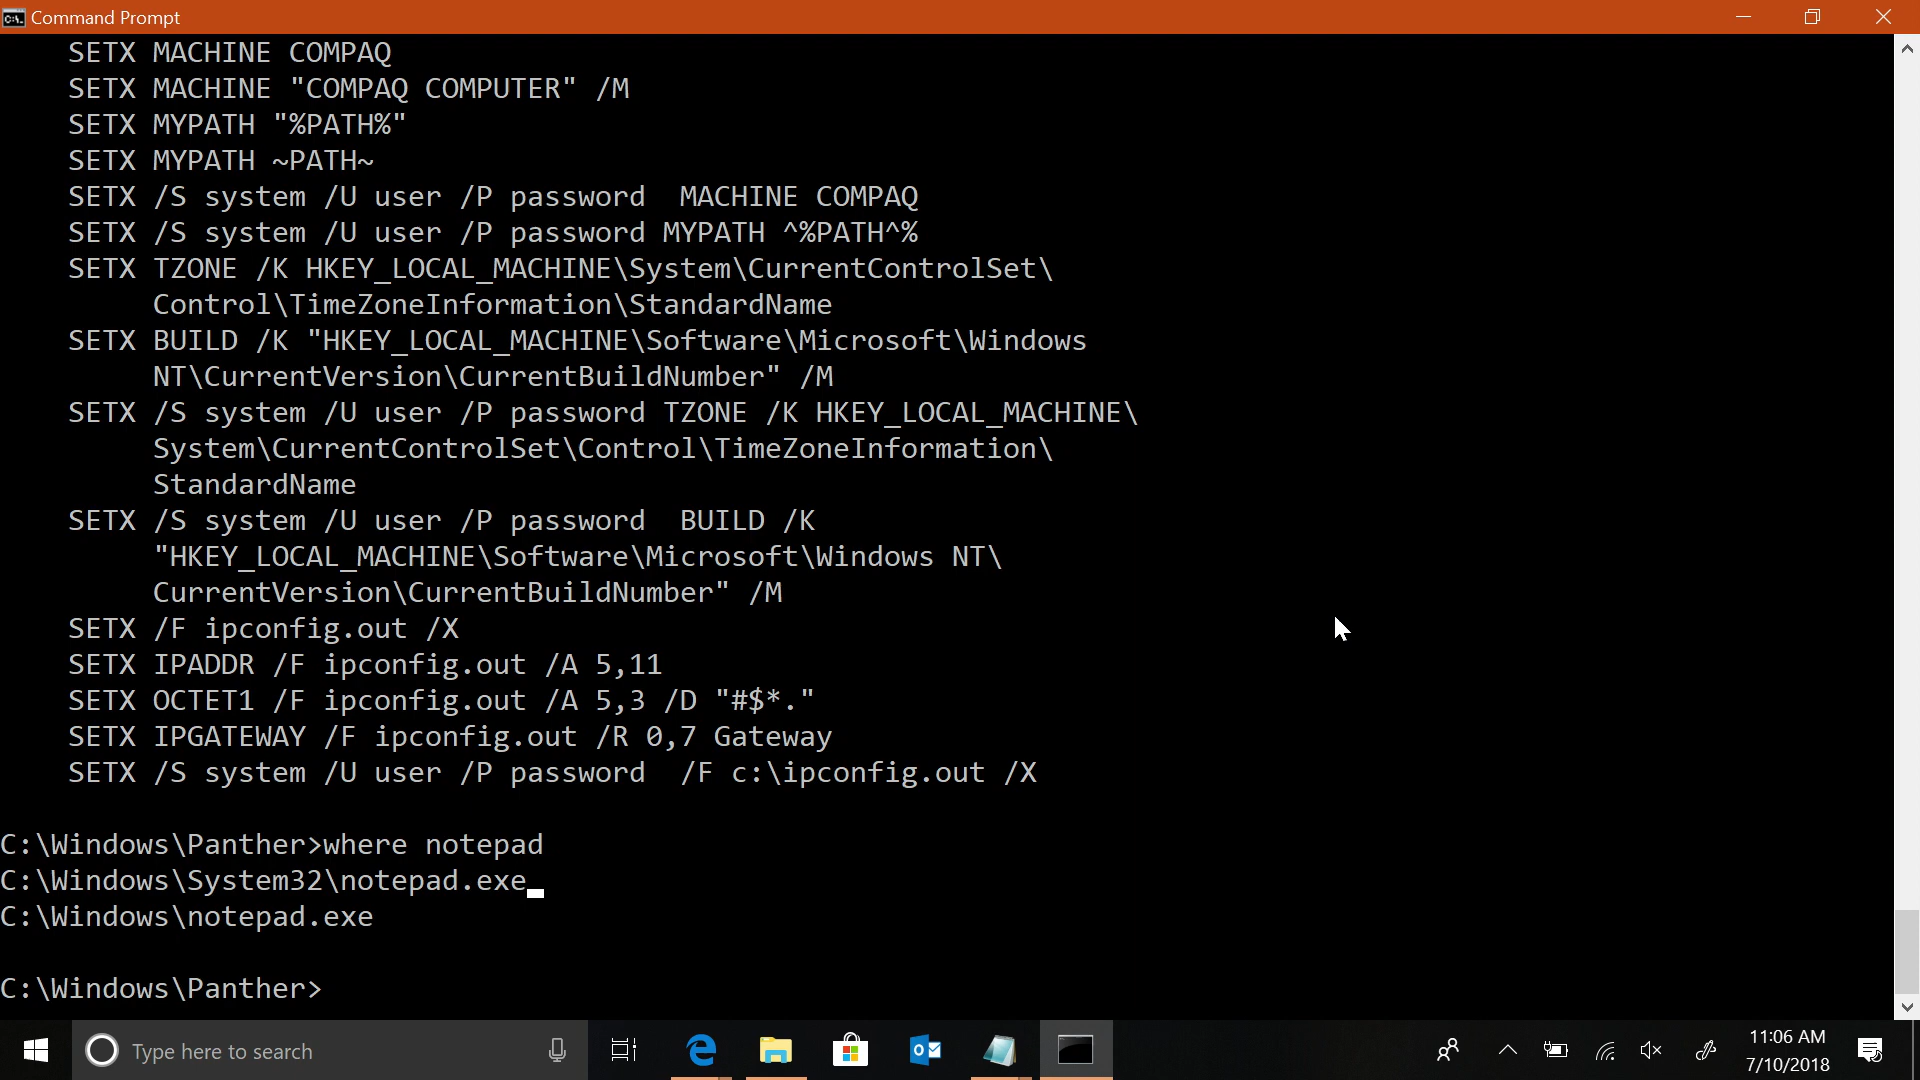 Command Prompt
SETX MACHINE COMPAQ
SETX MACHINE "COMPAQ COMPUTER" /M
SETX MYPATH "%PATH%"
SETX MYPATH ~PATH~
SETX /S system /U user /P password  MACHINE COMPAQ
SETX /S system /U user /P password MYPATH ^%PATH^%
SETX TZONE /K HKEY_LOCAL_MACHINE\System\CurrentControlSet\
Control\TimeZoneInformation\StandardName
SETX BUILD /K "HKEY_LOCAL_MACHINE\Software\Microsoft\Windows
NT\CurrentVersion\CurrentBuildNumber" /M
SETX /S system /U user /P password TZONE /K HKEY_LOCAL_MACHINE\
System\CurrentControlSet\Control\TimeZoneInformation\
StandardName
SETX /S system /U user /P password  BUILD /K
"HKEY_LOCAL_MACHINE\Software\Microsoft\Windows NT\
CurrentVersion\CurrentBuildNumber" /M
SETX /F ipconfig.out /X
SETX IPADDR /F ipconfig.out /A 5,11
SETX OCTET1 /F ipconfig.out /A 5,3 /D "#$*."
SETX IPGATEWAY /F ipconfig.out /R 0,7 Gateway
SETX /S system /U user /P password  /F c:\ipconfig.out /X
C:\Windows\Panther>where notepad
C:\Windows\System32\notepad.exe
C:\Windows\notepad.exe
C:\Windows\Panther>
Type here to search
11:06 AM
7/10/2018